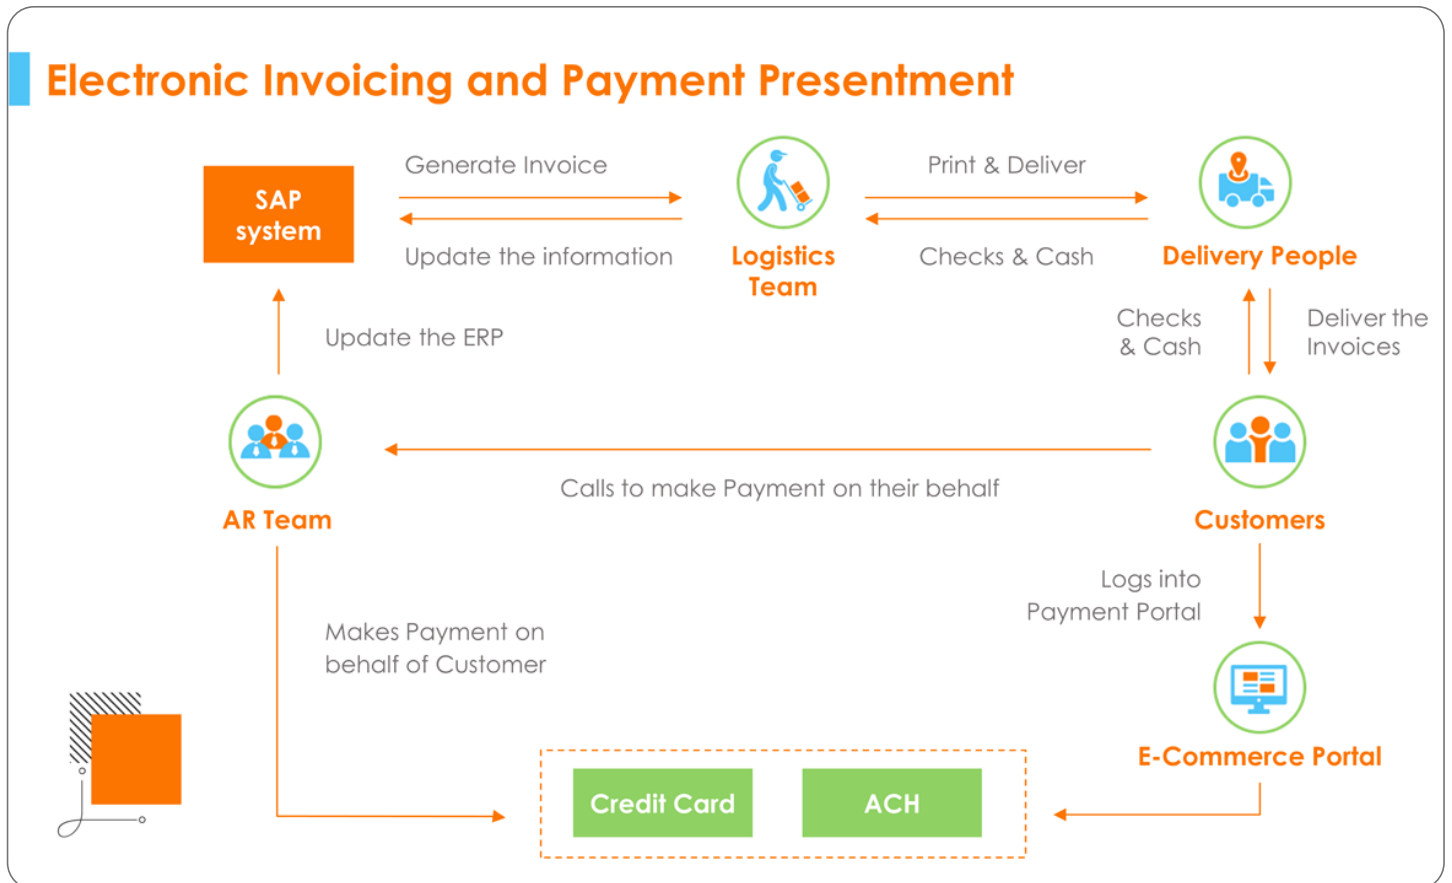 Electronic Invoicing and Payment Presentment
SAP
system
Generate Invoice
Update the information
Logistics
Team
Print & Deliver
Checks & Cash
Delivery People
Update the ERP
Checks
& Cash
Deliver the
Invoices
AR Team
Calls to make Payment on their behalf
Customers
Makes Payment on
behalf of Customer
Logs into
Payment Portal
E-Commerce Portal
Credit Card
ACH